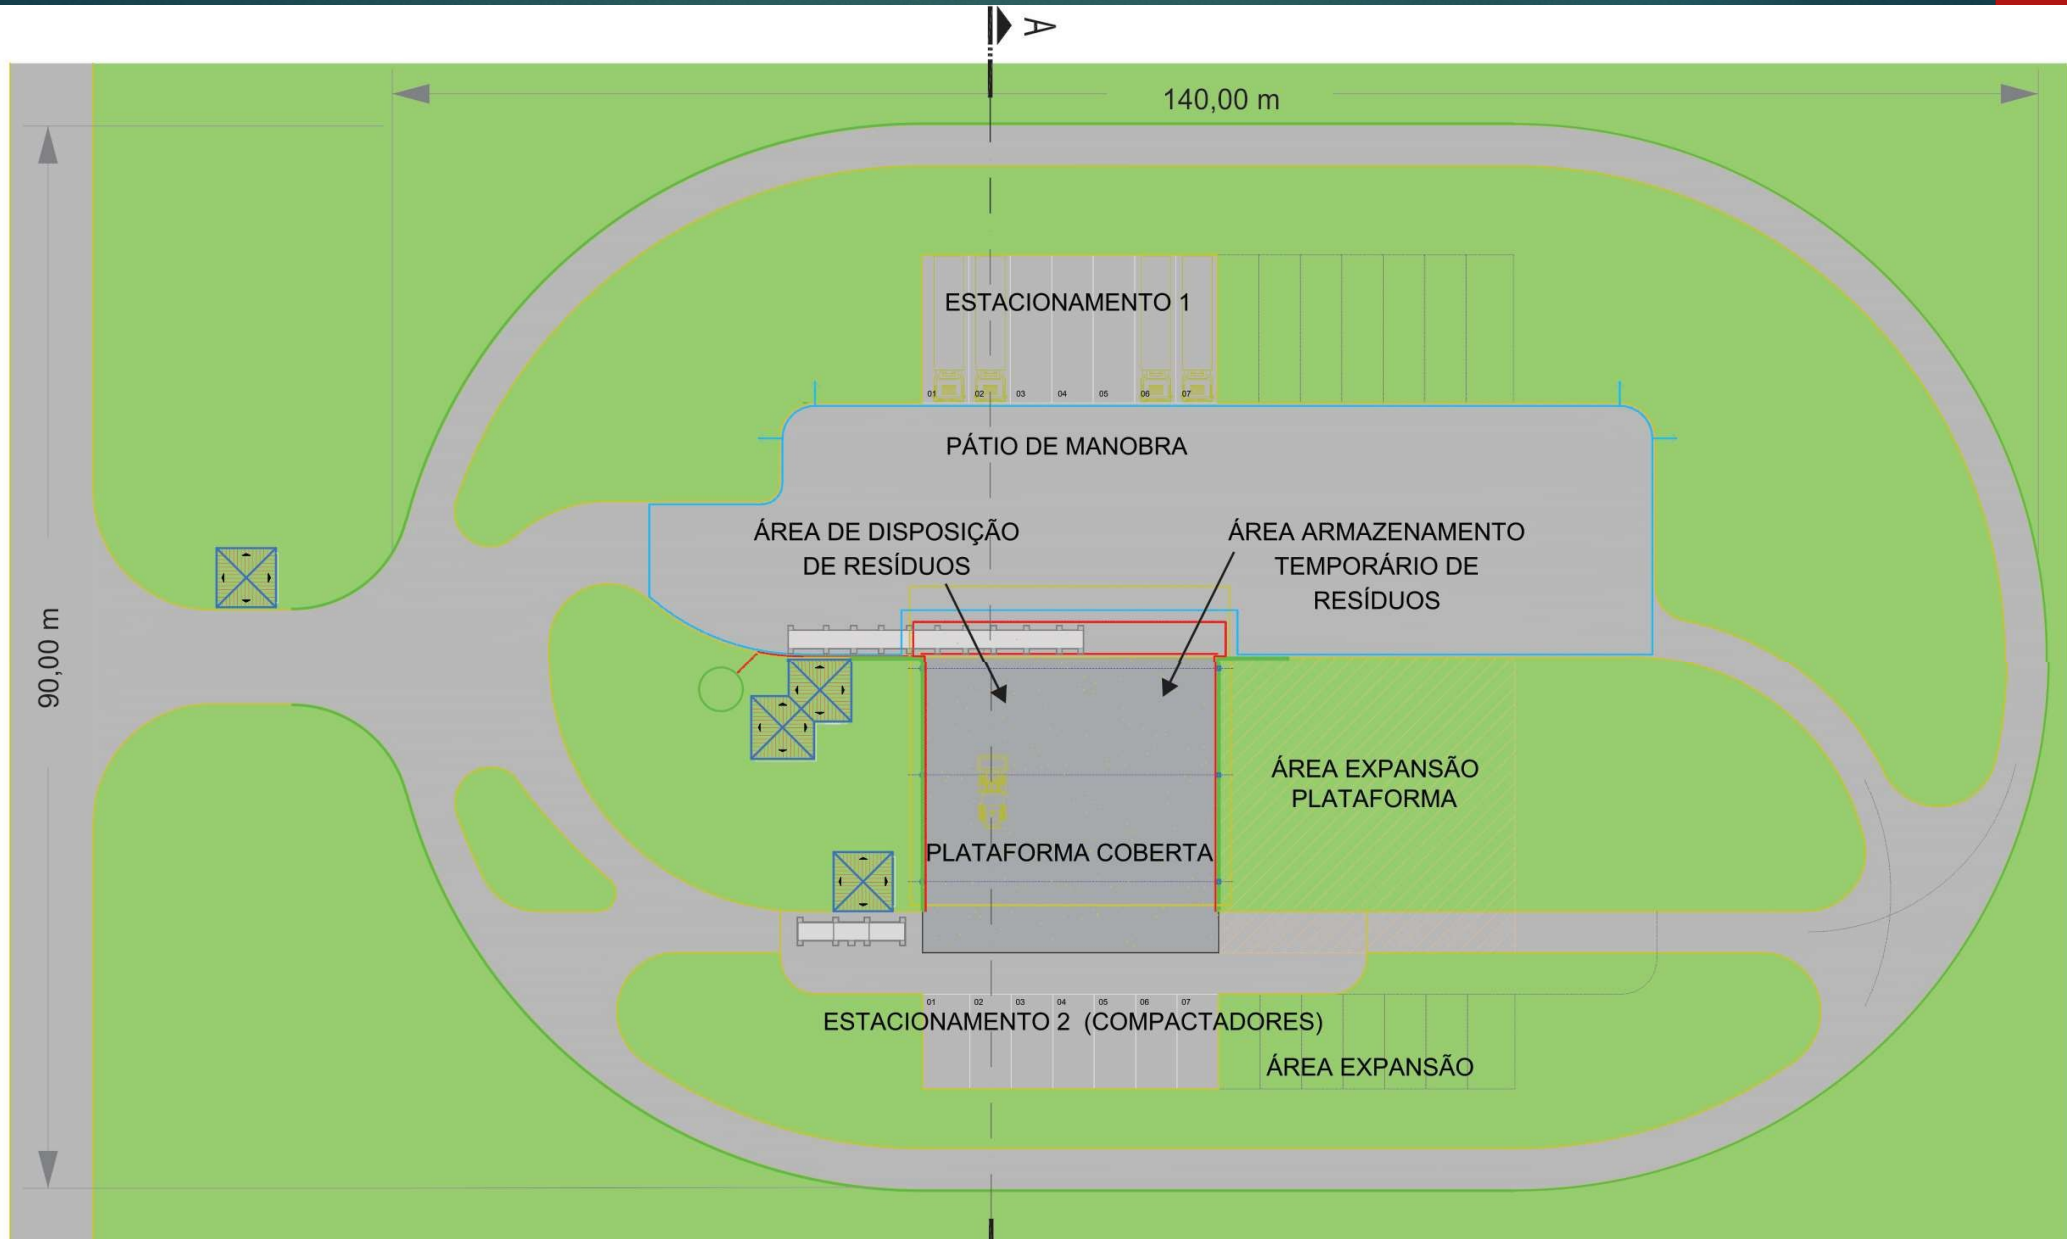 A
140,00 m
90,00 m
ESTACIONAMENTO 1
01 02 03 04 05 06 07
PÁTIO DE MANOBRA
ÁREA DE DISPOSIÇÃO
DE RESÍDUOS
ÁREA ARMAZENAMENTO
TEMPORÁRIO DE
RESÍDUOS
ÁREA EXPANSÃO
PLATAFORMA
PLATAFORMA COBERTA
01 02 03 04 05 06 07
ESTACIONAMENTO 2 (COMPACTADORES)
ÁREA EXPANSÃO